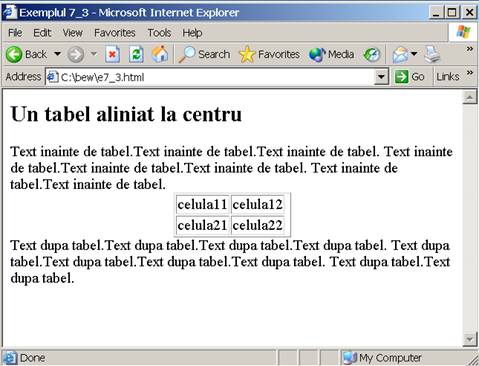 Exemplul 7_3 - Microsoft Internet Explorer
File Edit View Favorites Tools Help
Back Search Favorites Media
Address C:\bew\e7_3.html Go Links
Un tabel aliniat la centru
Text inainte de tabel.Text inainte de tabel.Text inainte de tabel. Text inainte
de tabel.Text inainte de tabel.Text inainte de tabel. Text inainte de
tabel.Text inainte de tabel.
celula11 celula12
celula21 celula22
Text dupa tabel.Text dupa tabel.Text dupa tabel.Text dupa tabel. Text dupa
tabel.Text dupa tabel.Text dupa tabel.Text dupa tabel. Text dupa tabel.Text
dupa tabel.
Done My Computer